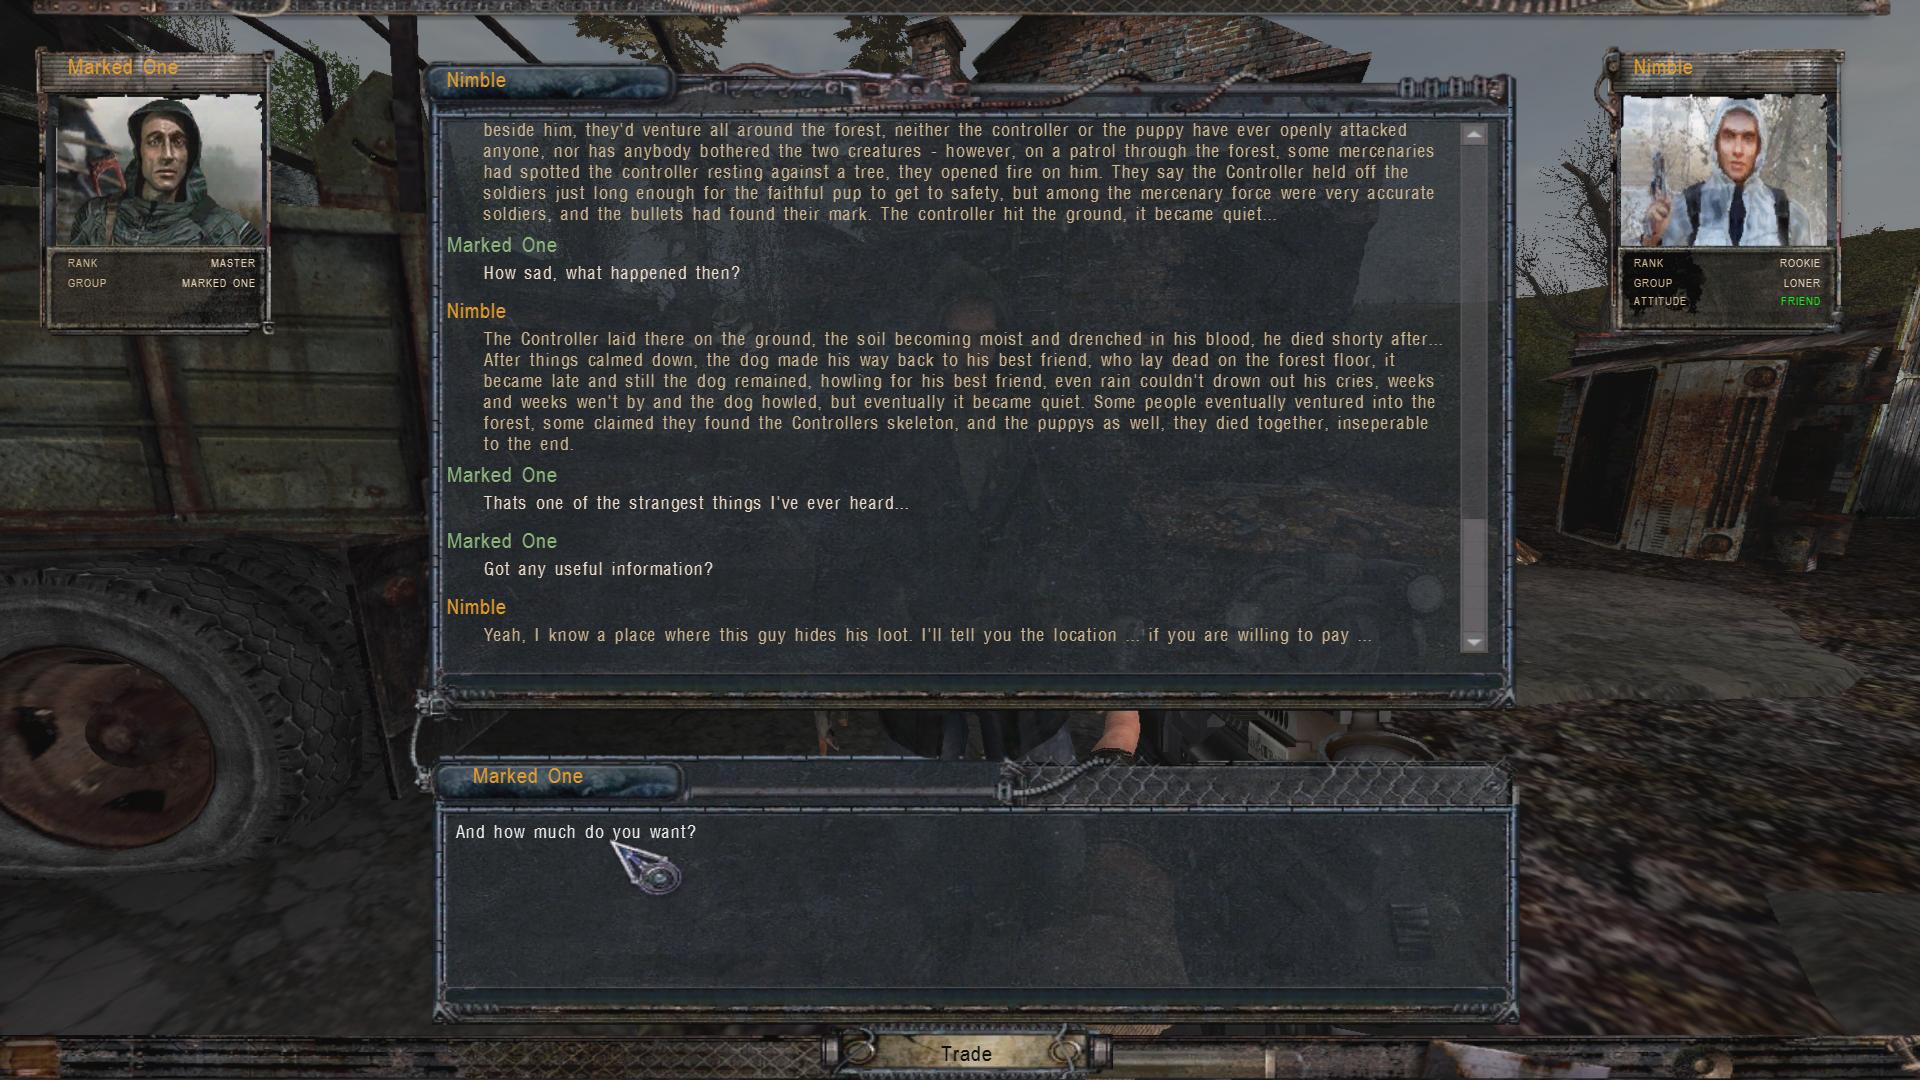 Marked One
RANK MASTER
GROUP MARKED ONE
Nimble
beside him, they'd venture all around the forest, neither the controller or the puppy have ever openly attacked
anyone, nor has anybody bothered the two creatures - however, on a patrol through the forest, some mercenaries
had spotted the controller resting against a tree, they opened fire on him. They say the Controller held off the
soldiers just long enough for the faithful pup to get to safety, but among the mercenary force were very accurate
soldiers, and the bullets had found their mark. The controller hit the ground, it became quiet...
Marked One
How sad, what happened then?
Nimble
The Controller laid there on the ground, the soil becoming moist and drenched in his blood, he died shorty after...
After things calmed down, the dog made his way back to his best friend, who lay dead on the forest floor, it
became late and still the dog remained, howling for his best friend, even rain couldn't drown out his cries, weeks
and weeks wen't by and the dog howled, but eventually it became quiet. Some people eventually ventured into the
forest, some claimed they found the Controllers skeleton, and the puppys as well, they died together, inseperable
to the end.
Marked One
Thats one of the strangest things I've ever heard...
Marked One
Got any useful information?
Nimble
Yeah, I know a place where this guy hides his loot. I'll tell you the location ... if you are willing to pay ...
Nimble
RANK ROOKIE
GROUP LONER
ATTITUDE FRIEND
Marked One
And how much do you want?
Trade